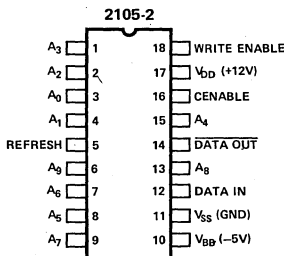 2105-2
A3 1 18 WRITE ENABLE
A2 2 17 VDD (+12V)
A0 3 16 CENABLE
A1 4 15 A4
REFRESH 5 14 DATA OUT
A9 6 13 A8
A6 7 12 DATA IN
A5 8 11 VSS (GND)
A7 9 10 VBB (-5V)